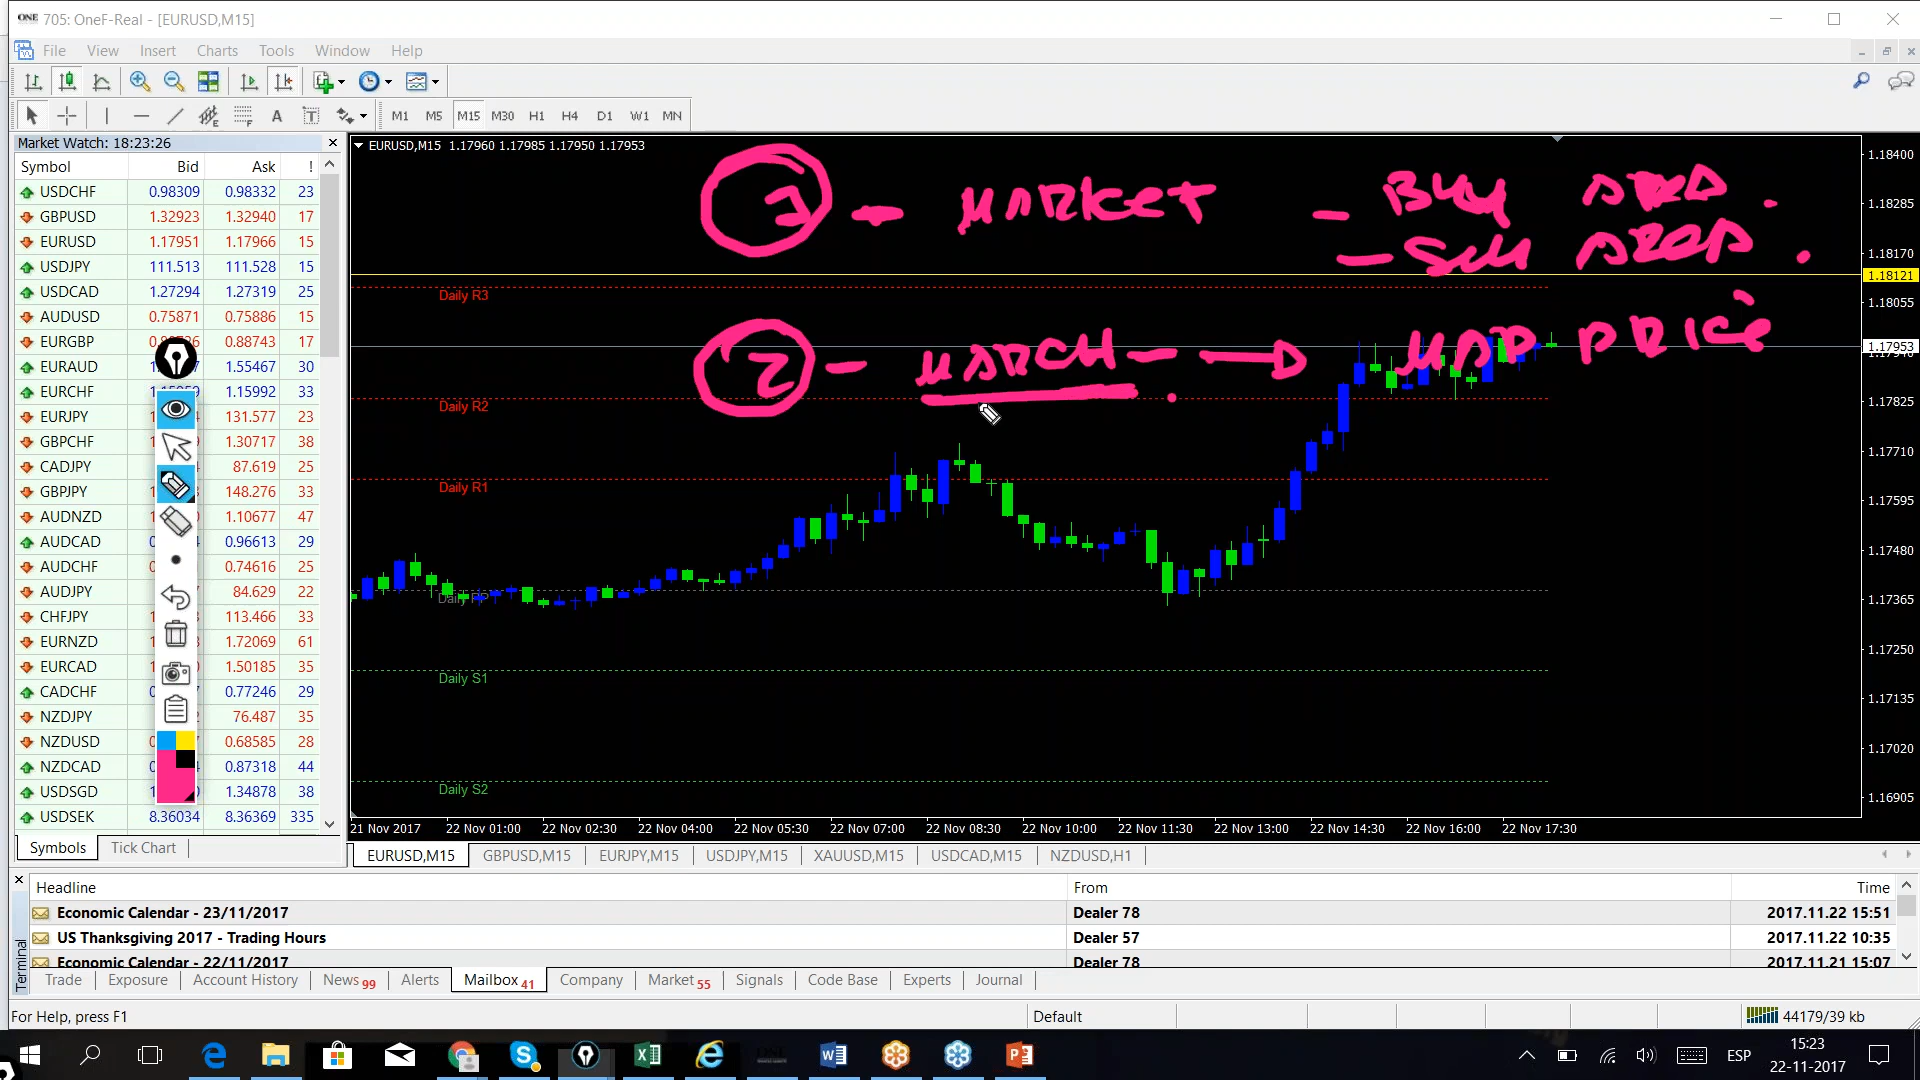 ONE 705: OneF-Real - [EURUSD,M15]
File View Insert Charts Tools Window Help
M1 M5 M15 M30 H1 H4 D1 W1 MN
Market Watch: 18:23:26
Symbol Bid Ask !
USDCHF 0.98309 0.98332 23
GBPUSD 1.32923 1.32940 17
EURUSD 1.17951 1.17966 15
USDJPY 111.513 111.528 15
USDCAD 1.27294 1.27319 25
AUDUSD 0.75871 0.75886 15
EURGBP 0.88743 17
EURAUD 1.55467 30
EURCHF 1.15992 33
EURJPY 131.577 23
GBPCHF 1.30717 38
CADJPY 87.619 25
GBPJPY 148.276 33
AUDNZD 1.10677 47
AUDCAD 0.96613 29
AUDCHF 0.74616 25
AUDJPY 84.629 22
CHFJPY 113.466 33
EURNZD 1.72069 61
EURCAD 1.50185 35
CADCHF 0.77246 29
NZDJPY 76.487 35
NZDUSD 0.68585 28
NZDCAD 0.87318 44
USDSGD 1.34878 38
USDSEK 8.36034 8.36369 335
Symbols Tick Chart
EURUSD,M15 1.17960 1.17985 1.17950 1.17953
- MARKET - BUY
- SELL
2 - MARCH - PRICE
Daily R3
Daily R2
Daily R1
Daily PP
Daily S1
Daily S2
1.18400
1.18285
1.18170
1.18121
1.18055
1.17953
1.17825
1.17710
1.17595
1.17480
1.17365
1.17250
1.17135
1.17020
1.16905
21 Nov 2017 22 Nov 01:00 22 Nov 02:30 22 Nov 04:00 22 Nov 05:30 22 Nov 07:00 22 Nov 08:30 22 Nov 10:00 22 Nov 11:30 22 Nov 13:00 22 Nov 14:30 22 Nov 16:00 22 Nov 17:30
EURUSD,M15 GBPUSD,M15 EURJPY,M15 USDJPY,M15 XAUUSD,M15 USDCAD,M15 NZDUSD,H1
Headline From Time
Economic Calendar - 23/11/2017 Dealer 78 2017.11.22 15:51
US Thanksgiving 2017 - Trading Hours Dealer 57 2017.11.22 10:35
Economic Calendar - 22/11/2017 Dealer 78 2017.11.21 15:07
Terminal
Trade Exposure Account History News 99 Alerts Mailbox 41 Company Market 55 Signals Code Base Experts Journal
For Help, press F1 Default 44179/39 kb
ESP 15:23
22-11-2017